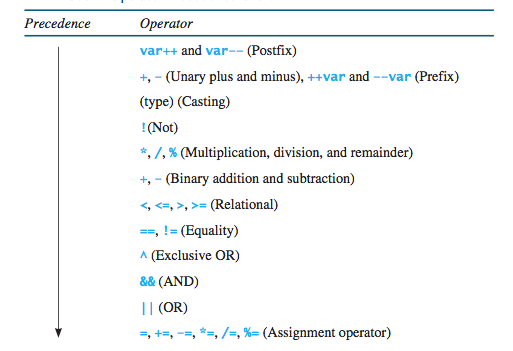 Precedence Operator
var++ and var-- (Postfix)
+, - (Unary plus and minus), ++var and --var (Prefix)
(type) (Casting)
!(Not)
*, /, % (Multiplication, division, and remainder)
+, - (Binary addition and subtraction)
<, <=, >, >= (Relational)
==, != (Equality)
^ (Exclusive OR)
&& (AND)
|| (OR)
=, +=, -=, *=, /=, %= (Assignment operator)